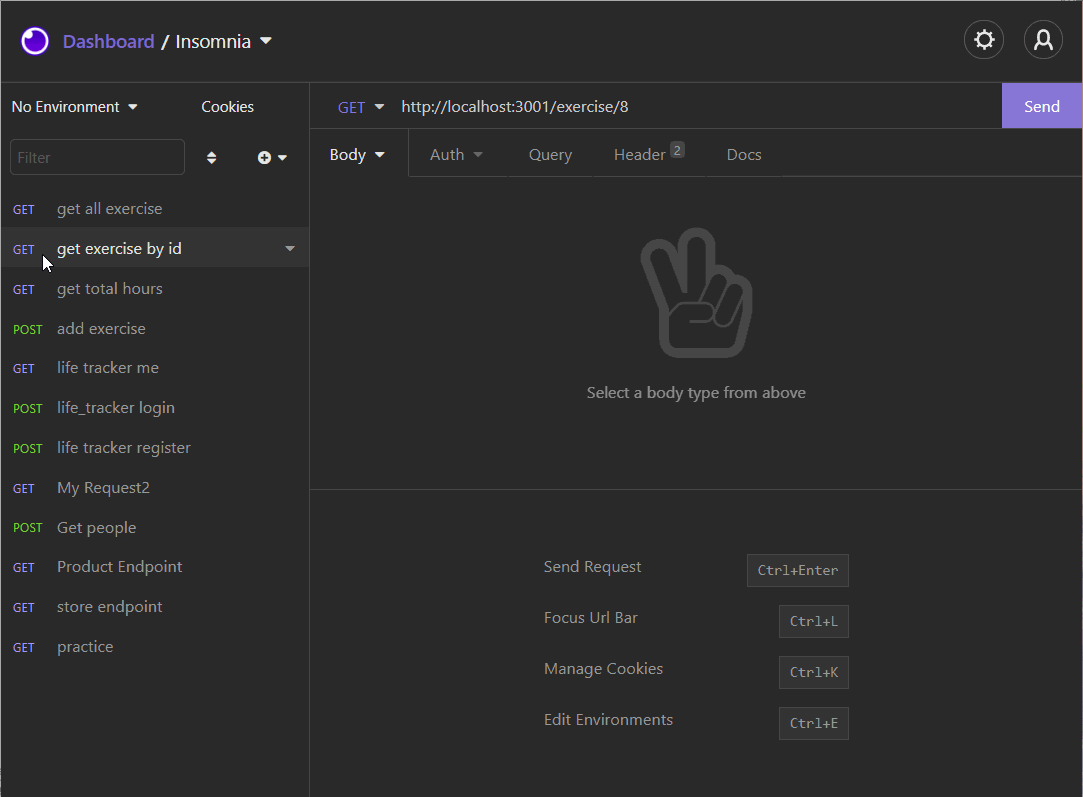 Dashboard / Insomnia
No Environment Cookies
Filter
GET get all exercise
GET get exercise by id
GET get total hours
POST add exercise
GET life tracker me
POST life_tracker login
POST life tracker register
GET My Request2
POST Get people
GET Product Endpoint
GET store endpoint
GET practice
GET http://localhost:3001/exercise/8 Send
Body Auth Query Header 2 Docs
Select a body type from above
Send Request Ctrl+Enter
Focus Url Bar Ctrl+L
Manage Cookies Ctrl+K
Edit Environments Ctrl+E